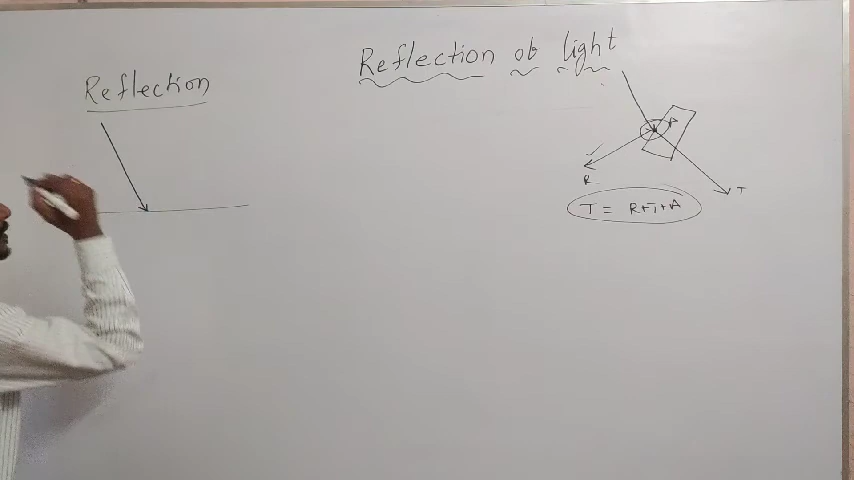 Reflection of light
Reflection
A
R
T
T = R+T+A